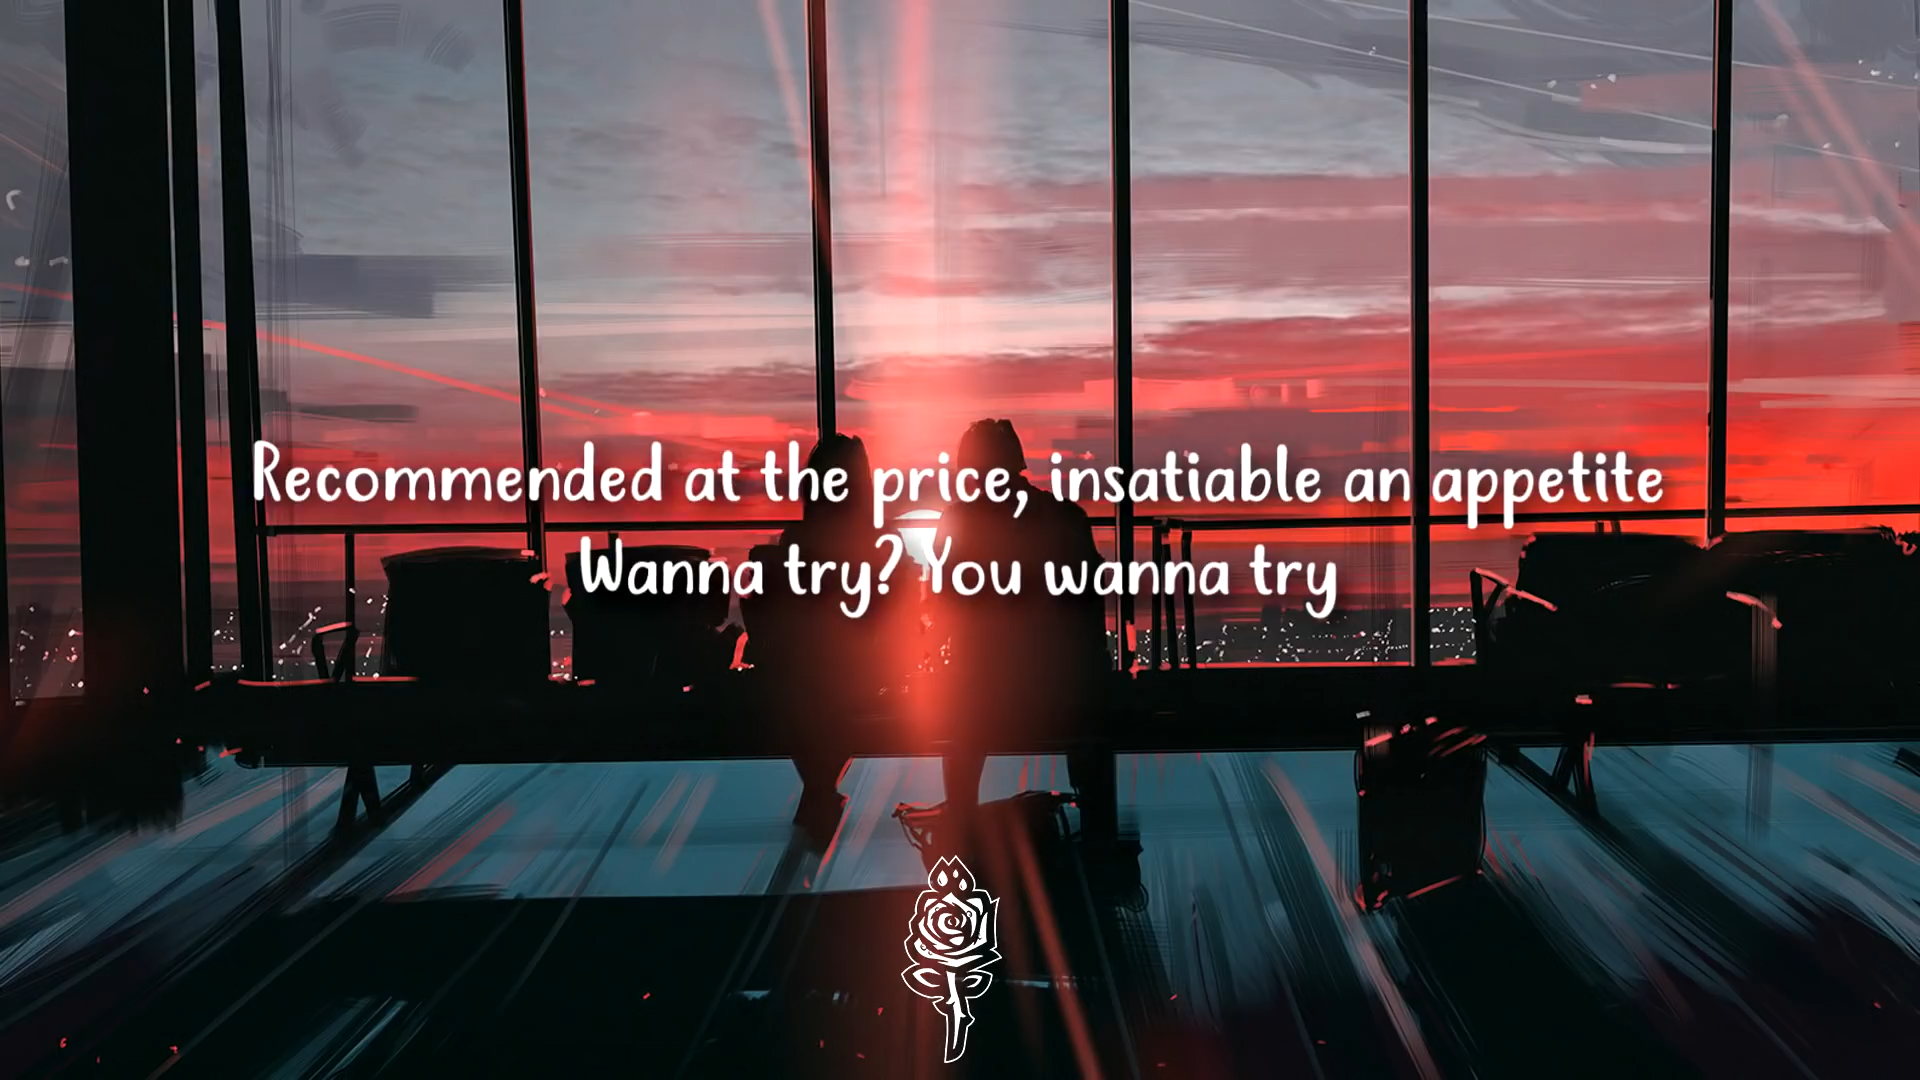 Recommended at the price, insatiable an appetite
Wanna try? You wanna try